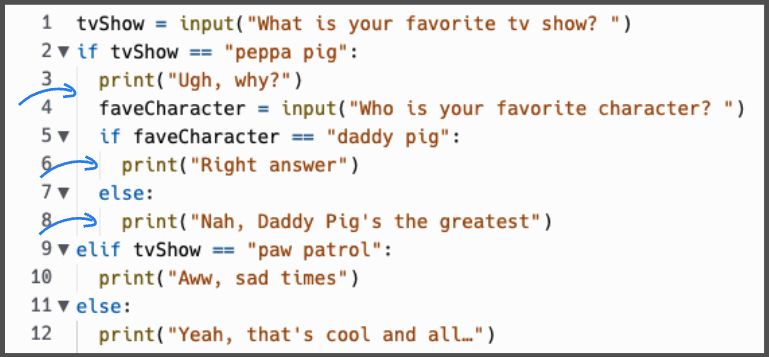 1 tvShow = input("What is your favorite tv show? ")
2 if tvShow == "peppa pig":
3   print("Ugh, why?")
4   faveCharacter = input("Who is your favorite character? ")
5   if faveCharacter == "daddy pig":
6     print("Right answer")
7   else:
8     print("Nah, Daddy Pig's the greatest")
9 elif tvShow == "paw patrol":
10   print("Aww, sad times")
11 else:
12   print("Yeah, that's cool and all…")